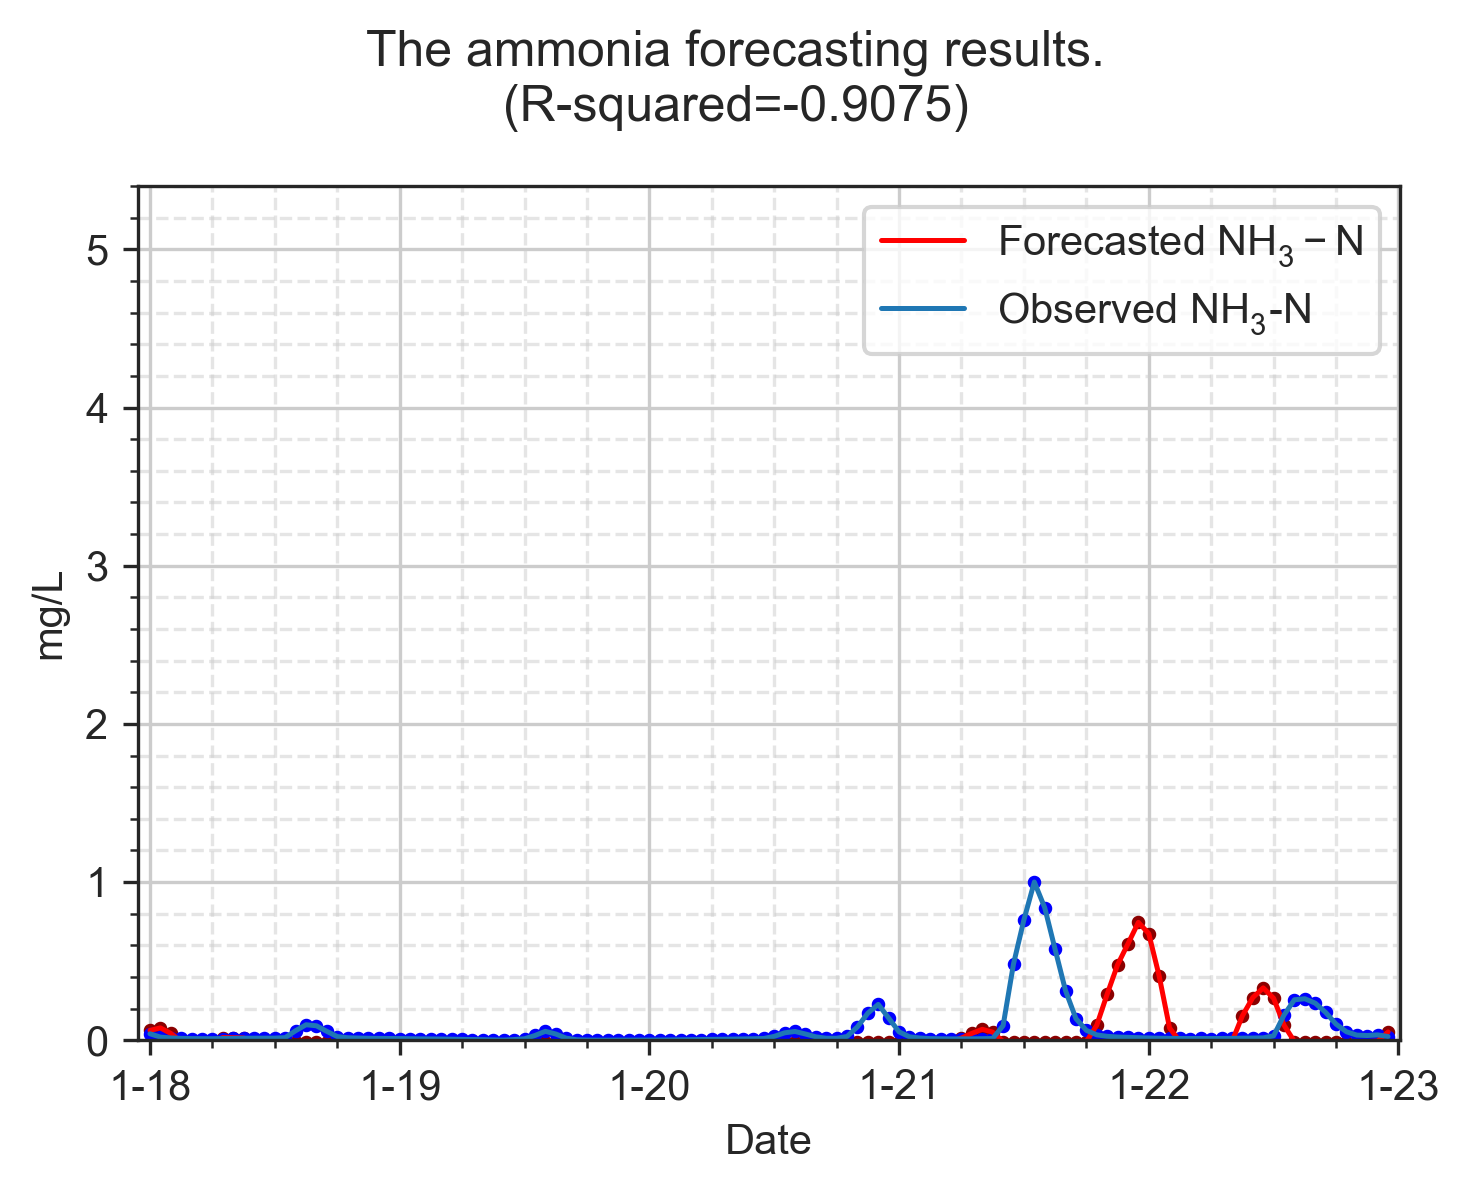 The ammonia forecasting results.
(R-squared=-0.9075)
Forecasted NH₃ − N
Observed NH₃-N
5
4
3
2
1
0
mg/L
1-18 1-19 1-20 1-21 1-22 1-23
Date